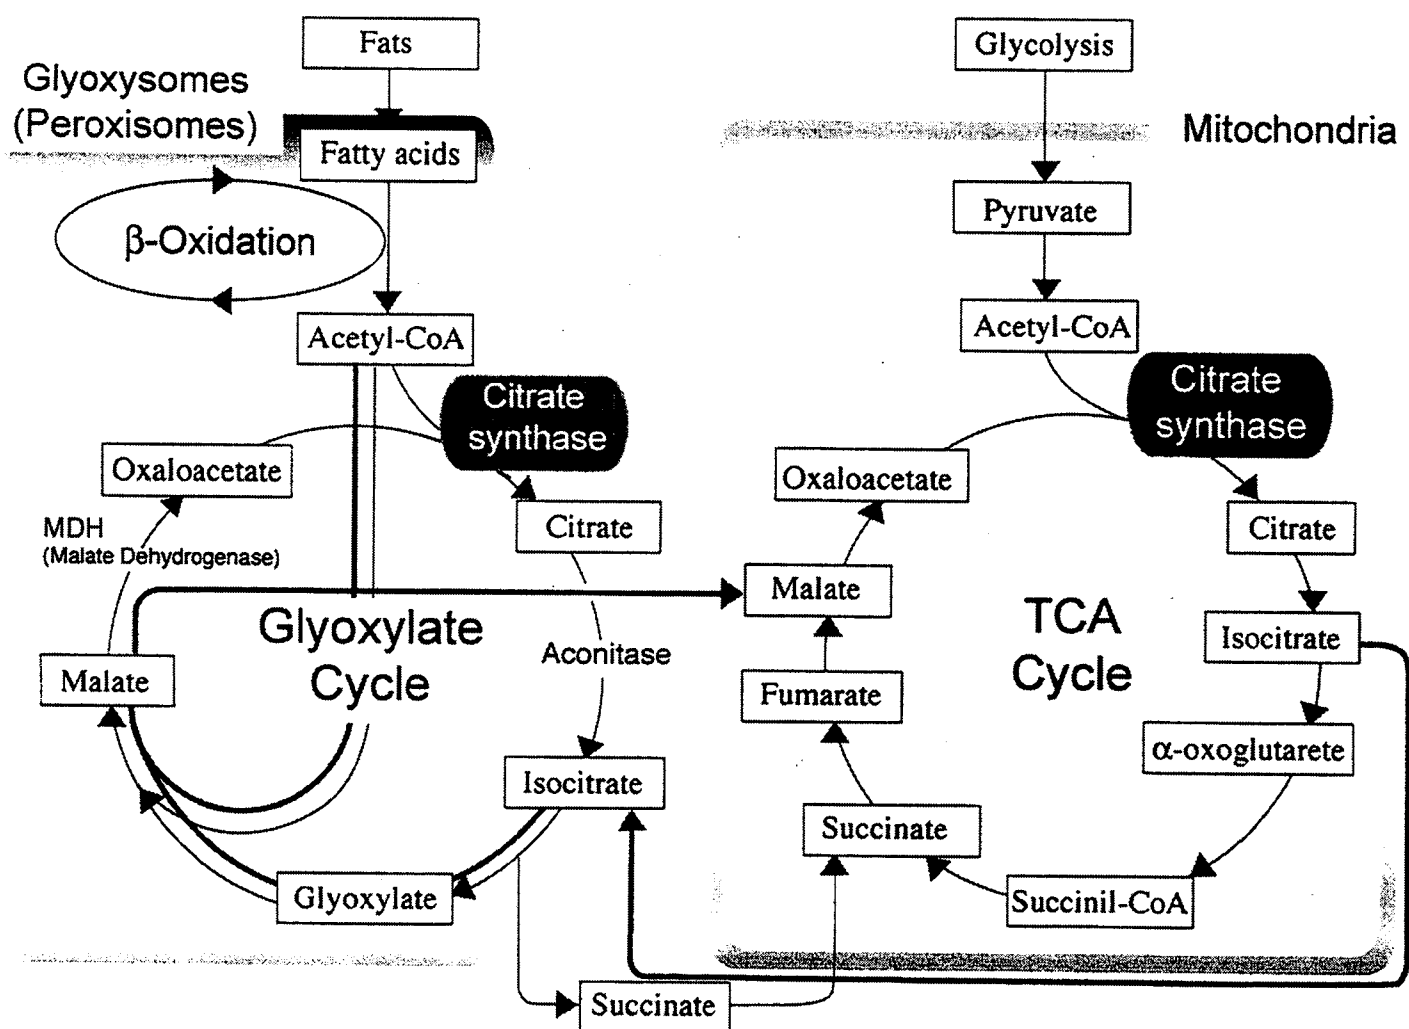 Fats
Glycolysis
Glyoxysomes
(Peroxisomes)
Mitochondria
Fatty acids
β-Oxidation
Pyruvate
Acetyl-CoA
Acetyl-CoA
Citrate
synthase
Citrate
synthase
Oxaloacetate
Oxaloacetate
MDH
(Malate Dehydrogenase)
Citrate
Citrate
Malate
Glyoxylate
Cycle
Aconitase
TCA
Cycle
Isocitrate
Malate
Fumarate
α-oxoglutarete
Isocitrate
Succinate
Glyoxylate
Succinil-CoA
Succinate